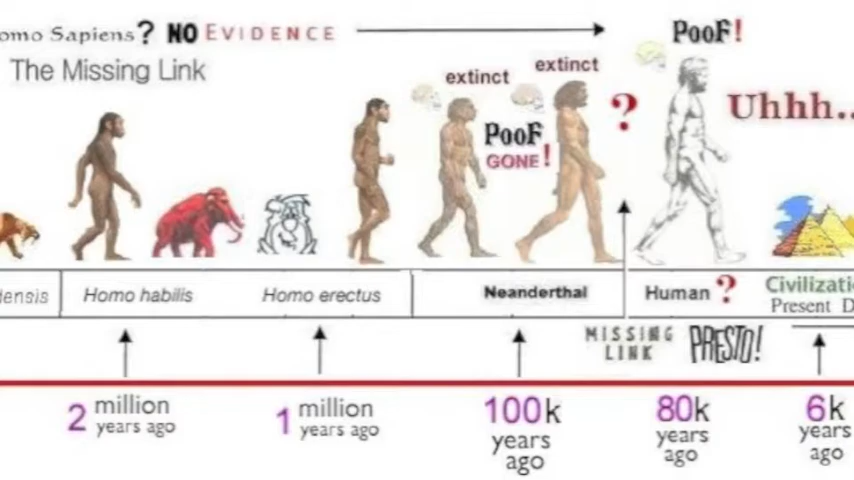 omo Sapiens? NO EVIDENCE
The Missing Link
extinct
extinct
PooF
GONE!
?
PooF!
Uhhh..
densis
Homo habilis
Homo erectus
Neanderthal
Human ?
Civilizatio
Present D
MISSING
LINK
PRESTO!
2 million
years ago
1 million
years ago
100k
years
ago
80k
years
ago
6k
years
ago